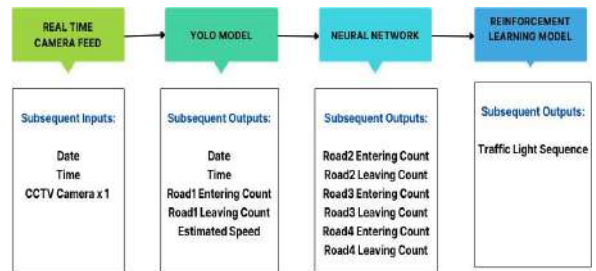 REAL TIME
CAMERA FEED
YOLO MODEL
NEURAL NETWORK
REINFORCEMENT
LEARNING MODEL
Subsequent Inputs:
Date
Time
CCTV Camera x 1
Subsequent Outputs:
Date
Time
Road1 Entering Count
Road1 Leaving Count
Estimated Speed
Subsequent Outputs:
Road2 Entering Count
Road2 Leaving Count
Road3 Entering Count
Road3 Leaving Count
Road4 Entering Count
Road4 Leaving Count
Subsequent Outputs:
Traffic Light Sequence